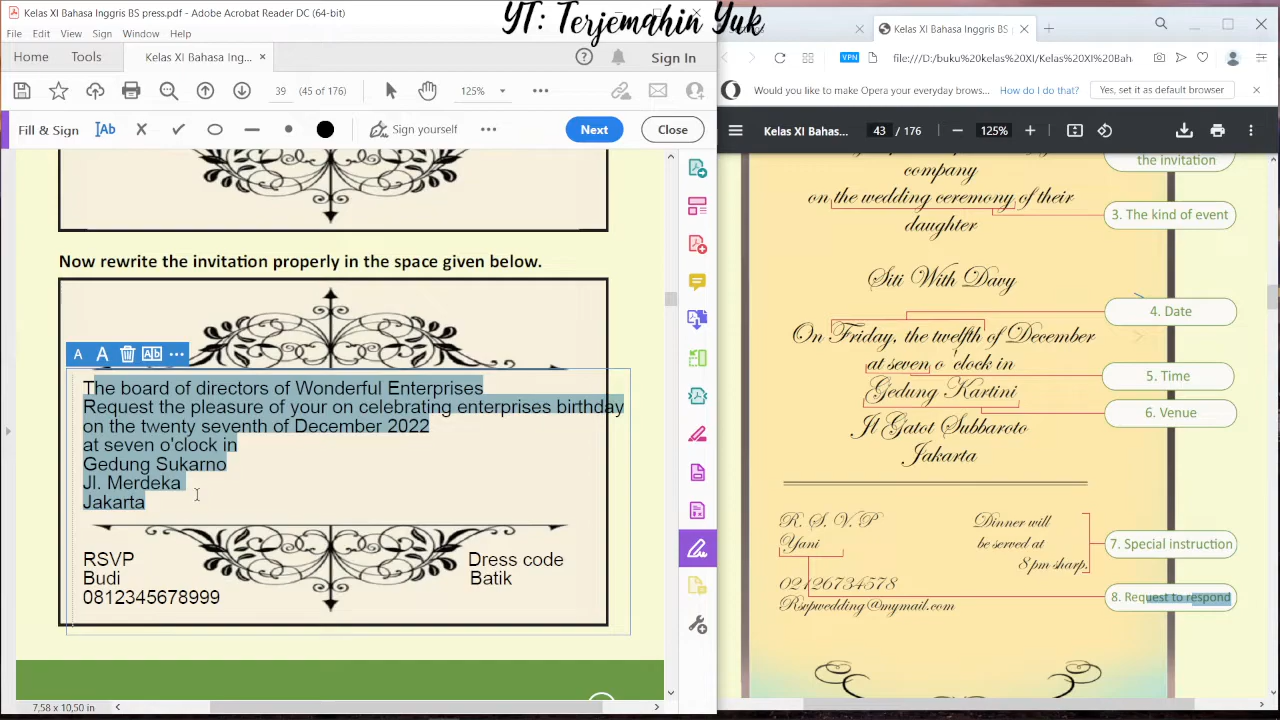 YT: Terjemahin Yuk
Kelas XI Bahasa Inggris BS press.pdf - Adobe Acrobat Reader DC (64-bit)
File Edit View Sign Window Help
Home Tools Kelas XI Bahasa Ing... × Sign In
39 (45 of 176) 125%
Fill & Sign Ab Sign yourself Next Close
Now rewrite the invitation properly in the space given below.
A A AB
The board of directors of Wonderful Enterprises
Request the pleasure of your on celebrating enterprises birthday
on the twenty seventh of December 2022
at seven o'clock in
Gedung Sukarno
Jl. Merdeka
Jakarta
RSVP Dress code
Budi Batik
0812345678999
7,58 x 10,50 in
Kelas XI Bahasa Inggris BS
VPN file:///D:/buku%20kelas%20XI/Kelas%20XI%20Bah
Would you like to make Opera your everyday brows... How do I do that? Yes, set it as default browser
Kelas XI Bahas... 43 / 176 125%
the invitation
company
on the wedding ceremony of their
3. The kind of event
daughter
Siti With Davy
4. Date
On Friday, the twelfth of December
at seven o'clock in
5. Time
Gedung Kartini
6. Venue
Jl Gatot Subbaroto
Jakarta
R. S. V. P Dinner will
Yani be served at
7. Special instruction
8 pm sharp.
02126734578
8. Request to respond
Rsvpwedding@mymail.com